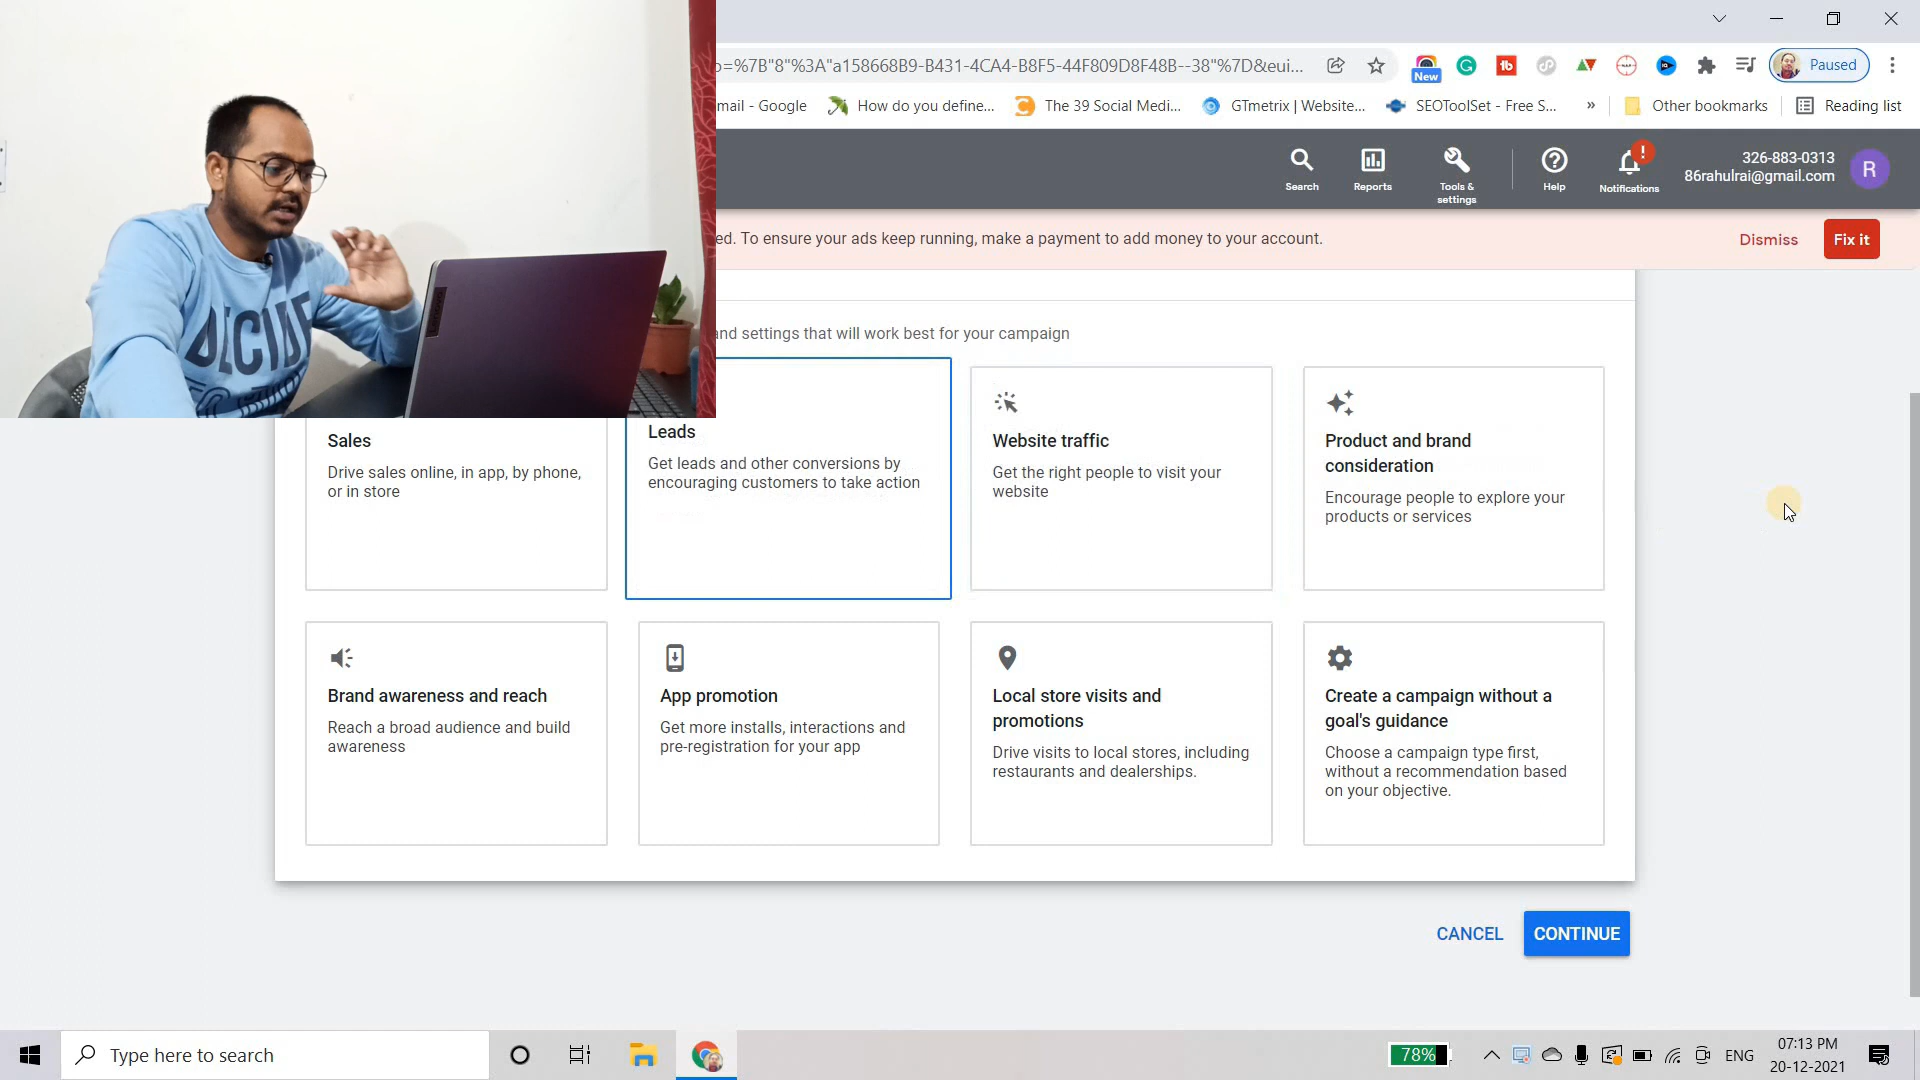 o=%7B"8"%3A"a158668B9-B431-4CA4-B8F5-44F809D8F48B--38"%7D&eui...
New
Paused
mail - Google
How do you define...
The 39 Social Medi...
GTmetrix | Website...
SEOToolSet - Free S...
»
Other bookmarks
Reading list
Search
Reports
Tools &
settings
Help
Notifications
326-883-0313
86rahulrai@gmail.com
R
ed. To ensure your ads keep running, make a payment to add money to your account.
Dismiss
Fix it
and settings that will work best for your campaign
Sales
Drive sales online, in app, by phone,
or in store
Leads
Get leads and other conversions by
encouraging customers to take action
Website traffic
Get the right people to visit your
website
Product and brand
consideration
Encourage people to explore your
products or services
Brand awareness and reach
Reach a broad audience and build
awareness
App promotion
Get more installs, interactions and
pre-registration for your app
Local store visits and
promotions
Drive visits to local stores, including
restaurants and dealerships.
Create a campaign without a
goal's guidance
Choose a campaign type first,
without a recommendation based
on your objective.
CANCEL
CONTINUE
Type here to search
78%
ENG
07:13 PM
20-12-2021
DECIDE